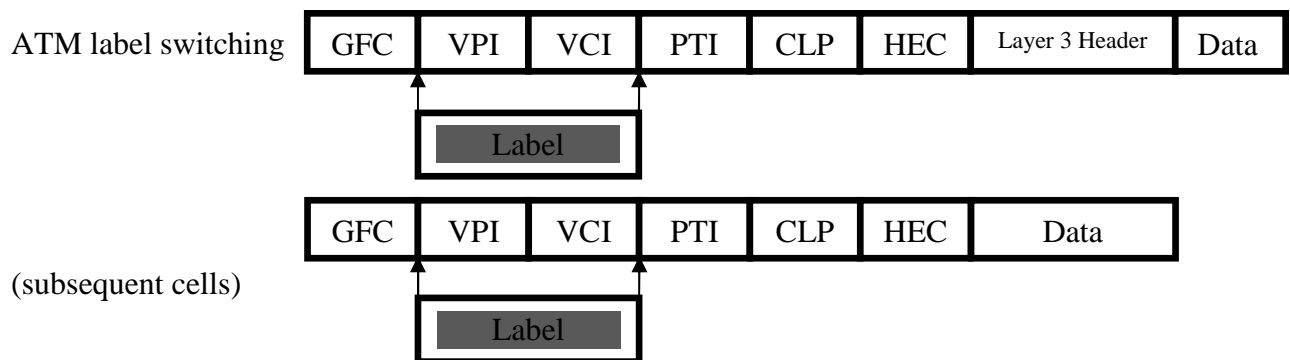 ATM label switching GFC VPI VCI PTI CLP HEC Layer 3 Header Data
Label
GFC VPI VCI PTI CLP HEC Data
(subsequent cells)
Label